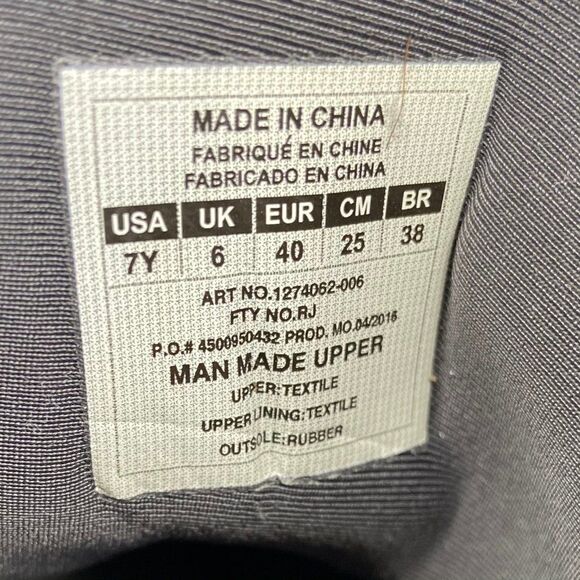 MADE IN CHINA
FABRIQUÉ EN CHINE
FABRICADO EN CHINA
USA UK EUR CM BR
7Y 6 40 25 38
ART NO.1274062-006
FTY NO.RJ
P.O.# 4500950432 PROD. MO.04/2016
MAN MADE UPPER
UPPER:TEXTILE
UPPER LINING:TEXTILE
OUTSOLE:RUBBER